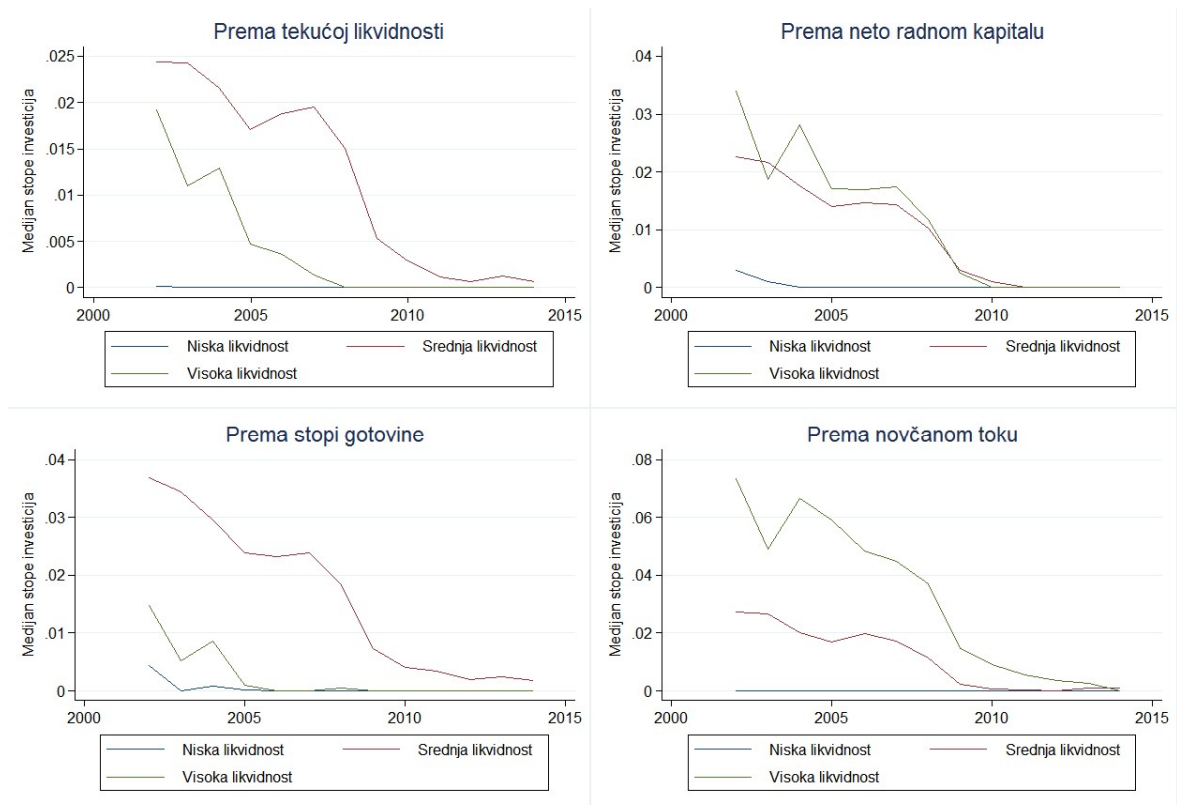 Prema tekućoj likvidnosti
Medijan stope investicija
.025
.02
.015
.01
.005
0
2000 2005 2010 2015
Niska likvidnost Srednja likvidnost
Visoka likvidnost
Prema neto radnom kapitalu
Medijan stope investicija
.04
.03
.02
.01
0
2000 2005 2010 2015
Niska likvidnost Srednja likvidnost
Visoka likvidnost
Prema stopi gotovine
Medijan stope investicija
.04
.03
.02
.01
0
2000 2005 2010 2015
Niska likvidnost Srednja likvidnost
Visoka likvidnost
Prema novčanom toku
Medijan stope investicija
.08
.06
.04
.02
0
2000 2005 2010 2015
Niska likvidnost Srednja likvidnost
Visoka likvidnost